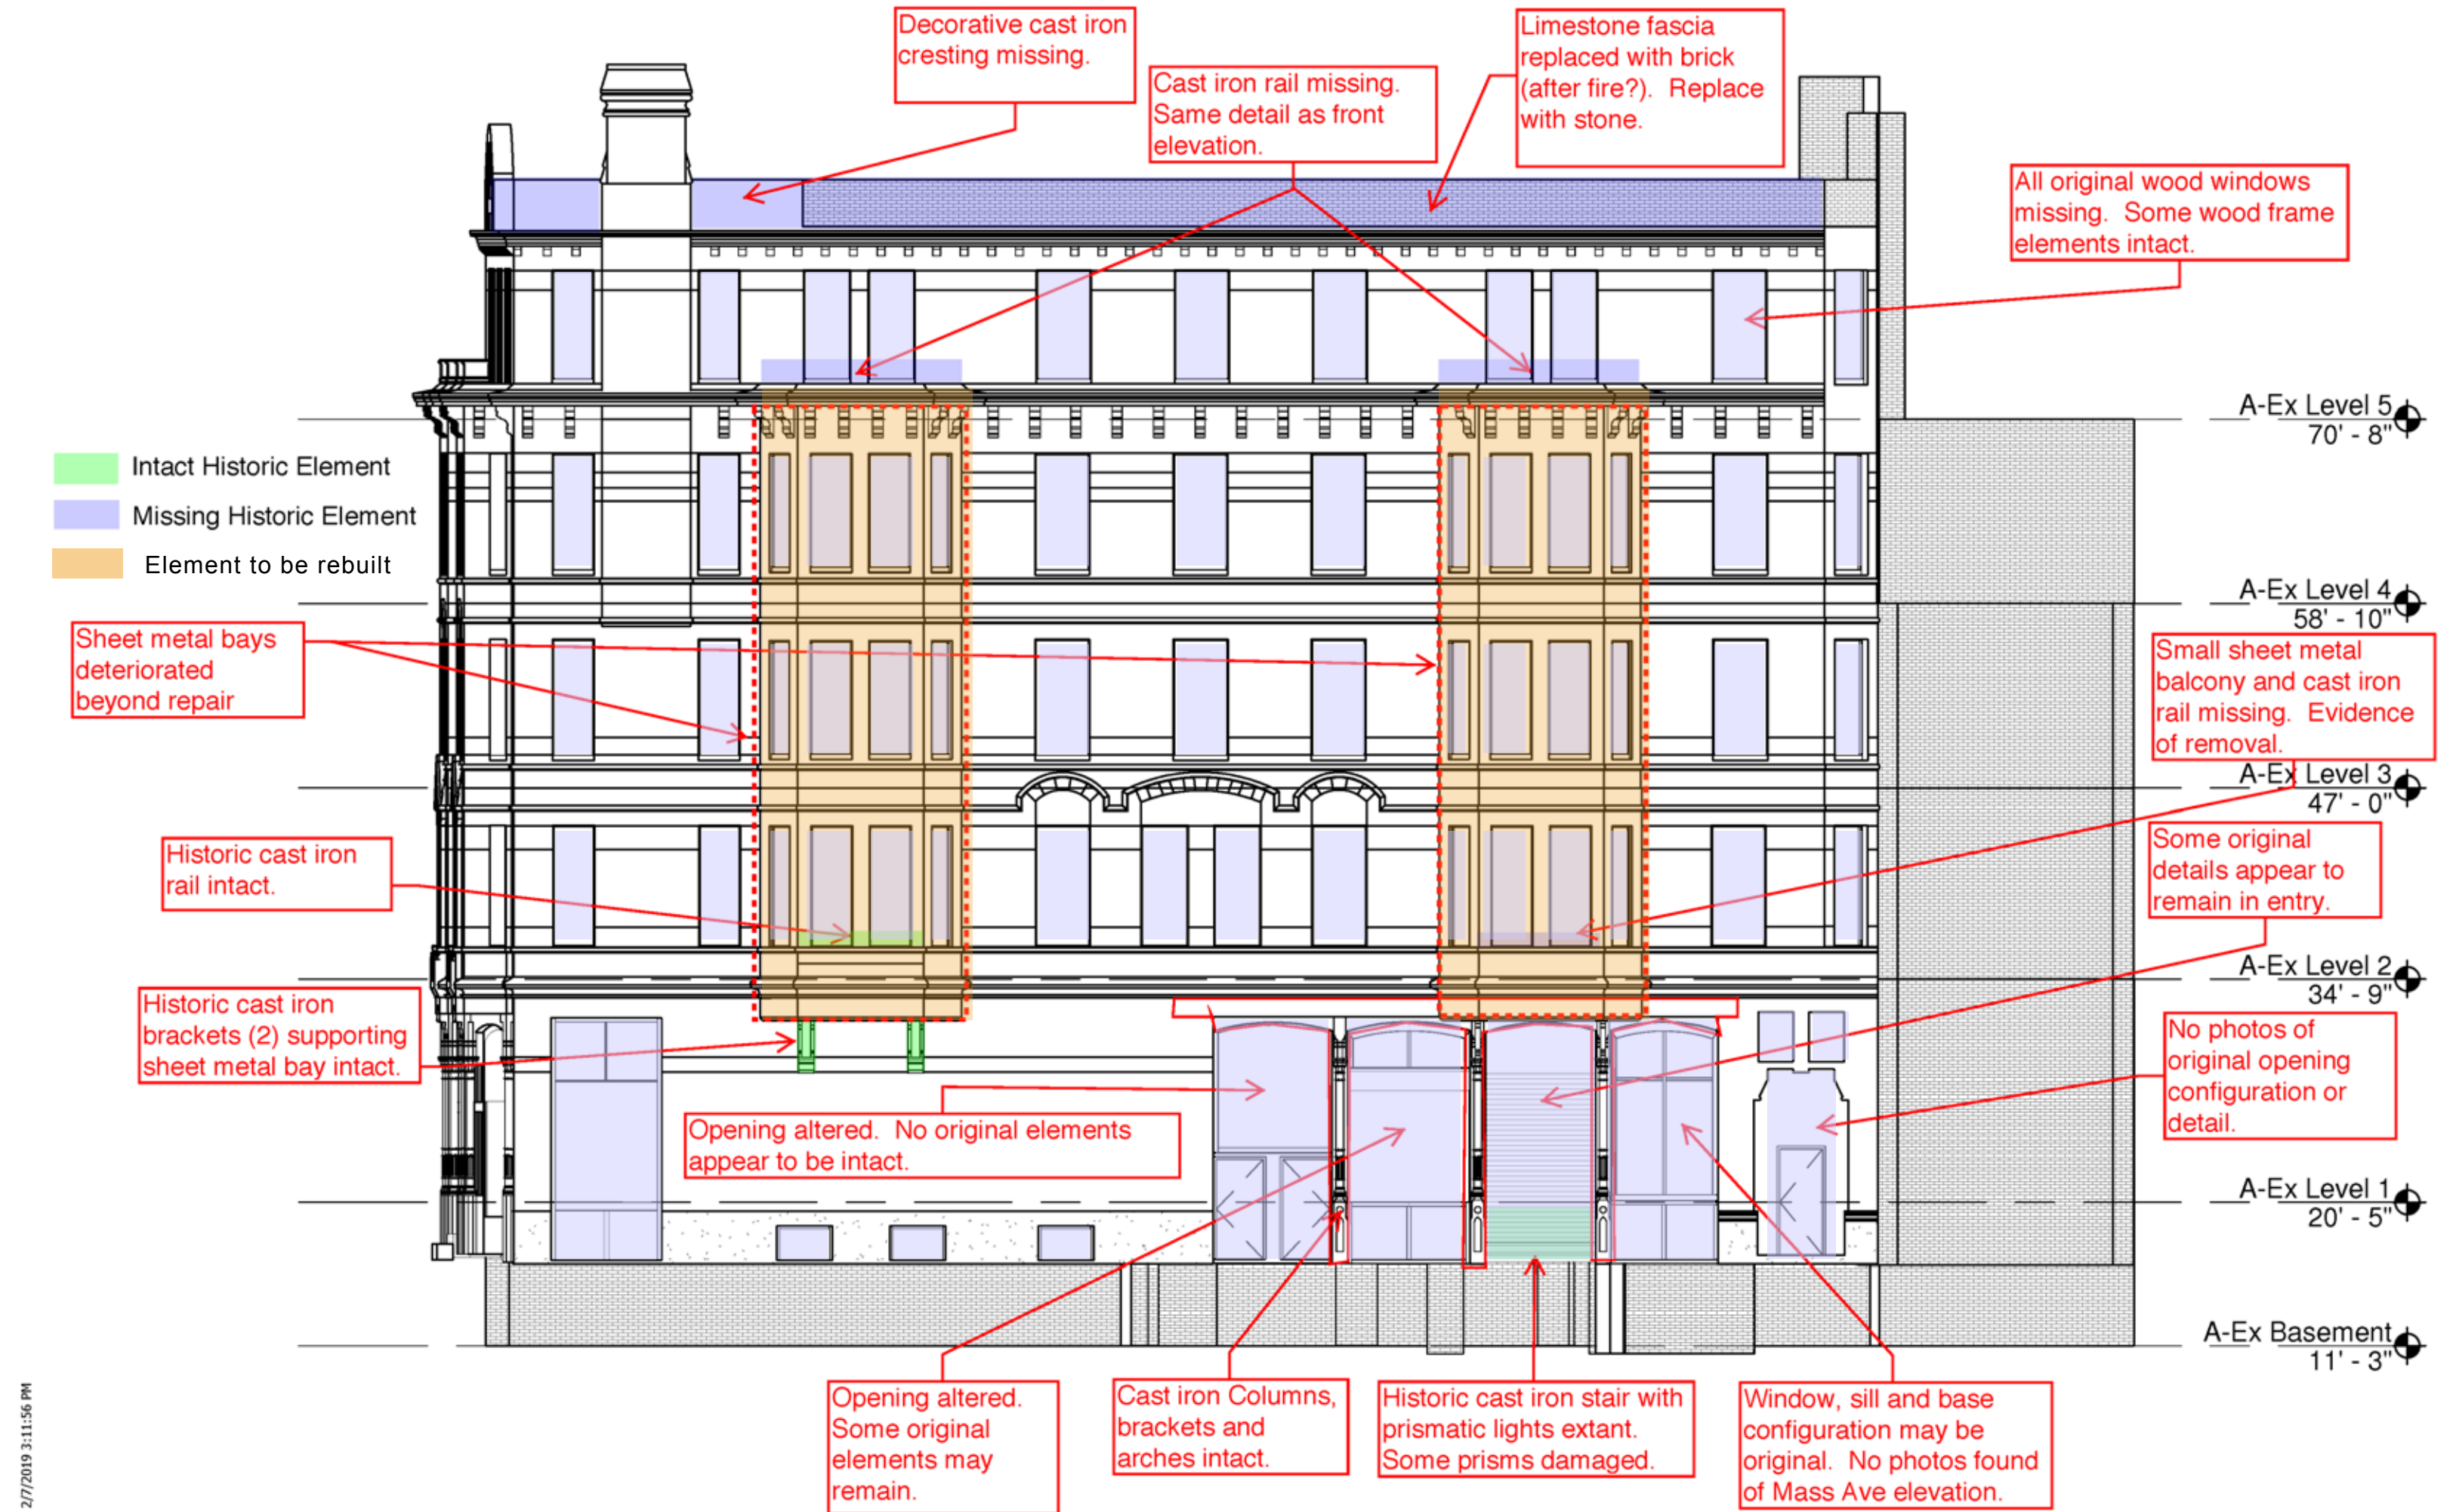 Decorative cast iron
cresting missing.
Cast iron rail missing.
Same detail as front
elevation.
Limestone fascia
replaced with brick
(after fire?).  Replace
with stone.
All original wood windows
missing.  Some wood frame
elements intact.
A-Ex Level 5
70' - 8"
Intact Historic Element
Missing Historic Element
Element to be rebuilt
A-Ex Level 4
58' - 10"
Sheet metal bays
deteriorated
beyond repair
Small sheet metal
balcony and cast iron
rail missing.  Evidence
of removal.
A-Ex Level 3
47' - 0"
Historic cast iron
rail intact.
Some original
details appear to
remain in entry.
A-Ex Level 2
34' - 9"
Historic cast iron
brackets (2) supporting
sheet metal bay intact.
No photos of
original opening
configuration or
detail.
Opening altered.  No original elements
appear to be intact.
A-Ex Level 1
20' - 5"
A-Ex Basement
11' - 3"
Opening altered.
Some original
elements may
remain.
Cast iron Columns,
brackets and
arches intact.
Historic cast iron stair with
prismatic lights extant.
Some prisms damaged.
Window, sill and base
configuration may be
original.  No photos found
of Mass Ave elevation.
2/7/2019 3:11:56 PM